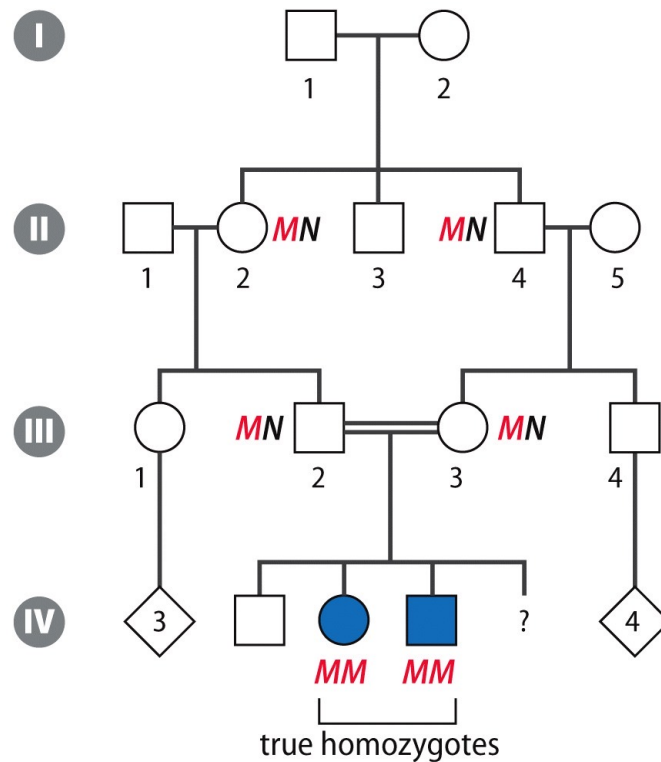 I
1 2
II
MN MN
1 2 3 4 5
III
MN MN
1 2 3 4
IV
3 ? 4
MM MM
true homozygotes